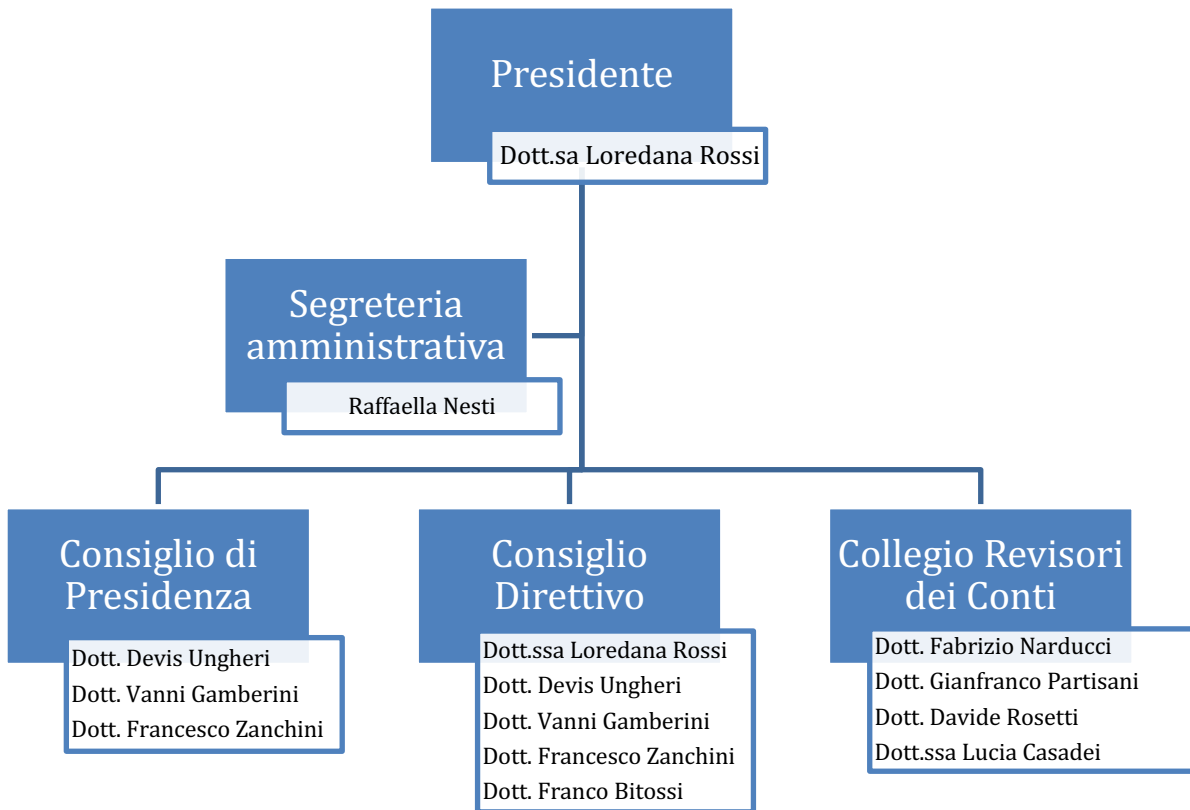 Presidente
Dott.sa Loredana Rossi
Segreteria
amministrativa
Raffaella Nesti
Consiglio di
Presidenza
Dott. Devis Ungheri
Dott. Vanni Gamberini
Dott. Francesco Zanchini
Consiglio
Direttivo
Dott.ssa Loredana Rossi
Dott. Devis Ungheri
Dott. Vanni Gamberini
Dott. Francesco Zanchini
Dott. Franco Bitossi
Collegio Revisori
dei Conti
Dott. Fabrizio Narducci
Dott. Gianfranco Partisani
Dott. Davide Rosetti
Dott.ssa Lucia Casadei